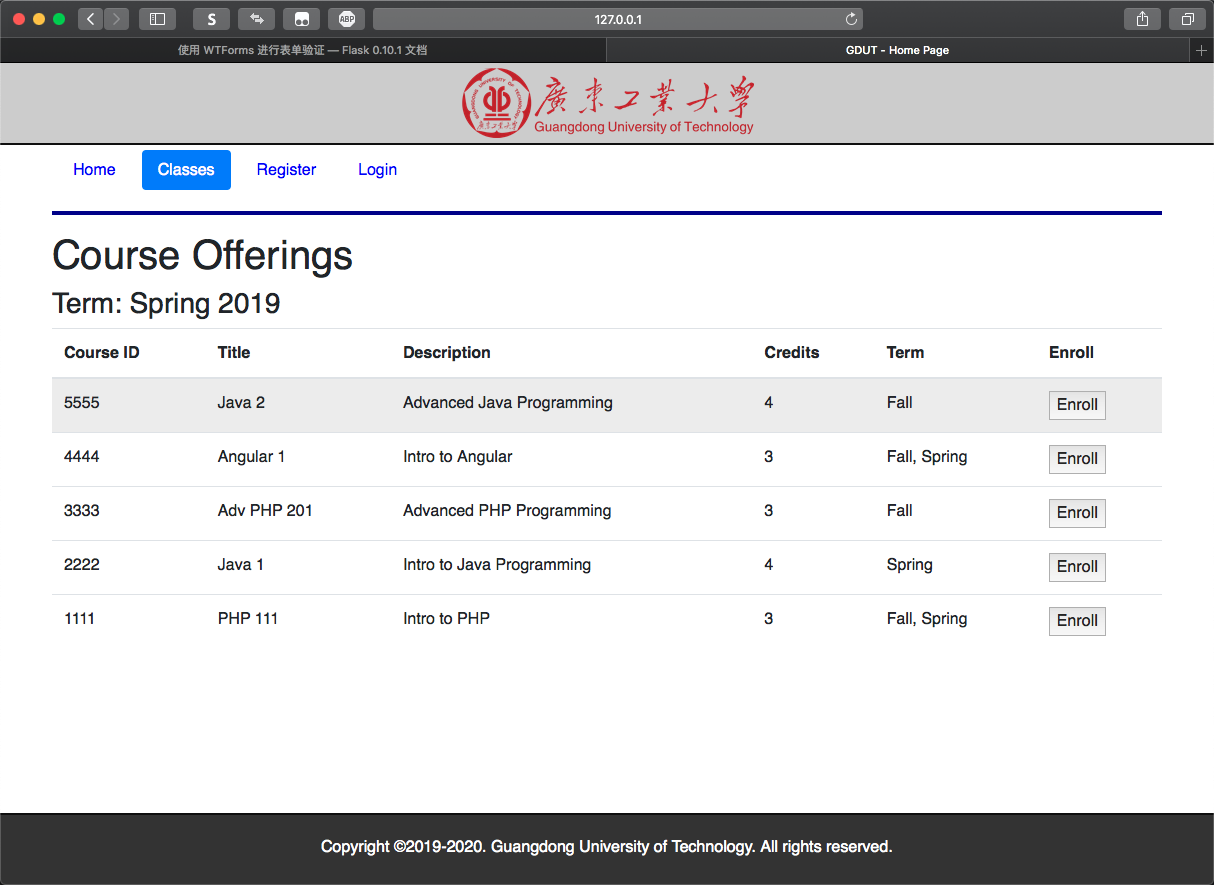 S
ABP
127.0.0.1
使用 WTForms 进行表单验证 — Flask 0.10.1 文档
GDUT - Home Page
廣東工業大學
Guangdong University of Technology
Home Classes Register Login
Course Offerings
Term: Spring 2019
Course ID Title Description Credits Term Enroll
5555 Java 2 Advanced Java Programming 4 Fall Enroll
4444 Angular 1 Intro to Angular 3 Fall, Spring Enroll
3333 Adv PHP 201 Advanced PHP Programming 3 Fall Enroll
2222 Java 1 Intro to Java Programming 4 Spring Enroll
1111 PHP 111 Intro to PHP 3 Fall, Spring Enroll
Copyright ©2019-2020. Guangdong University of Technology. All rights reserved.